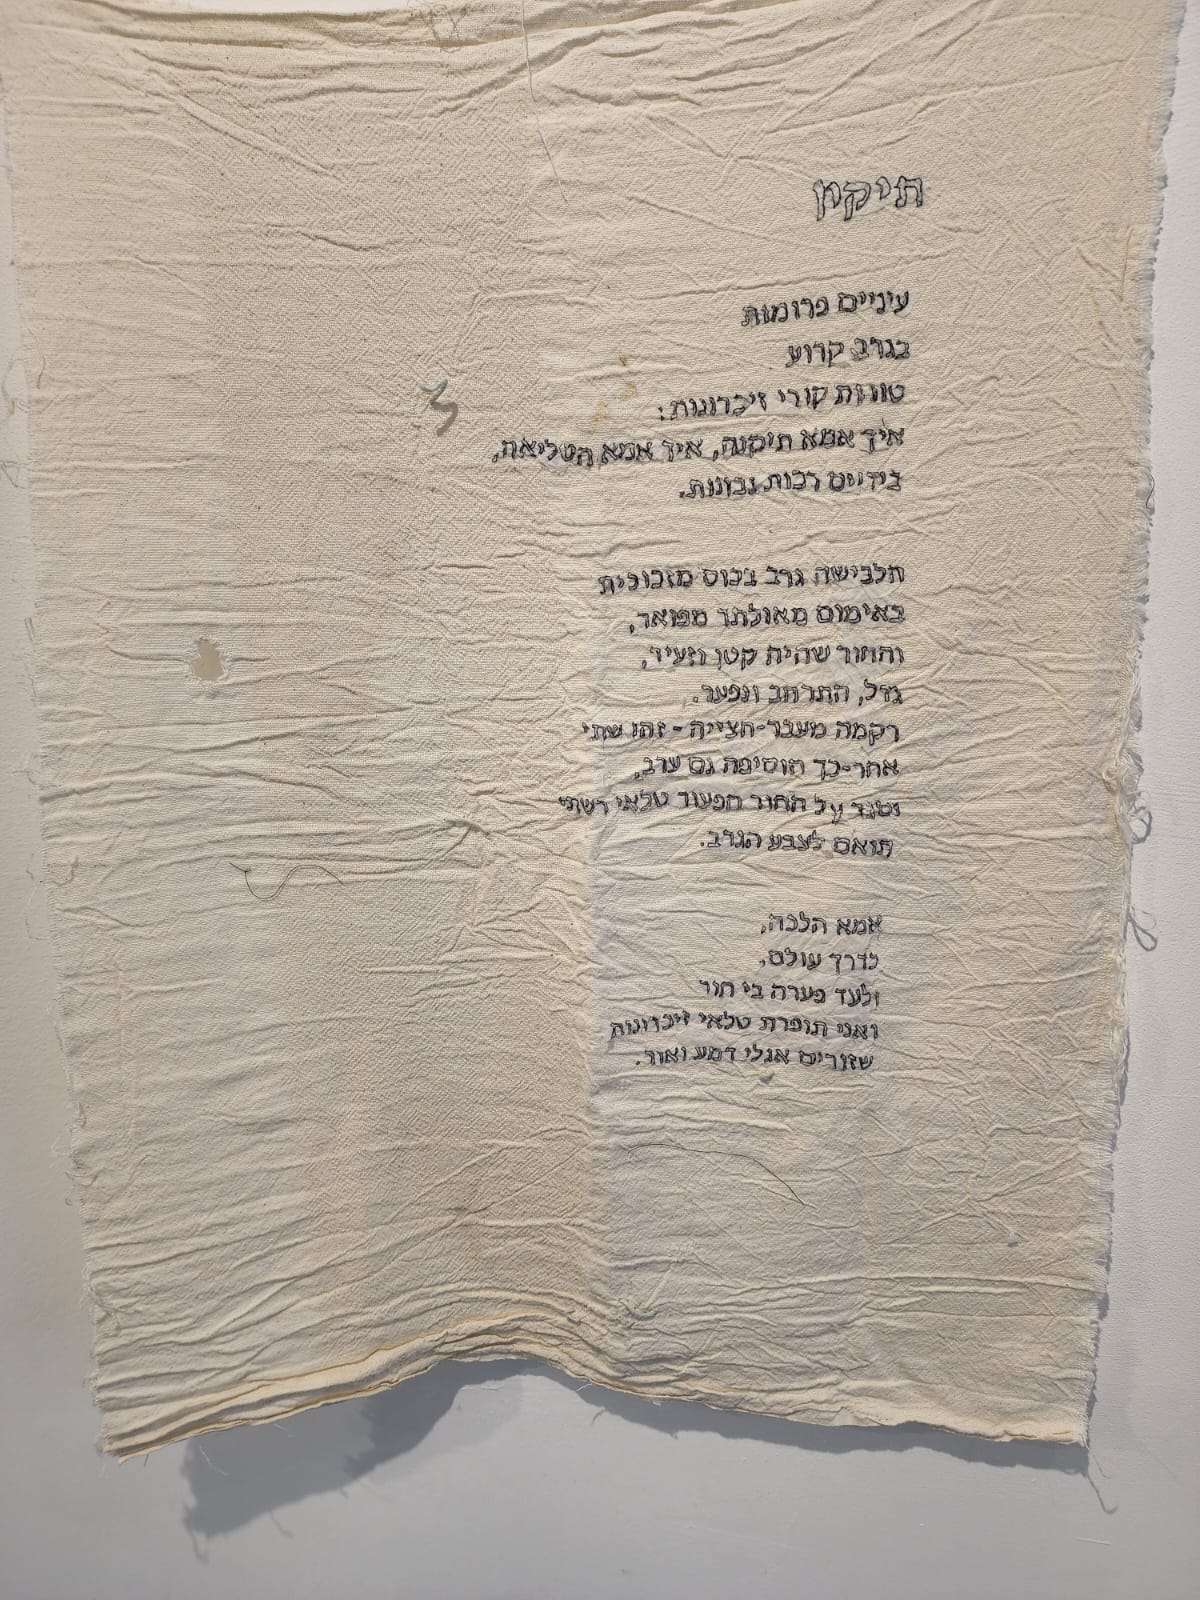 תיקון
עיניים פרומות
בגרב קרוע
טוות קורי זיכרונות:
איך אמא תיקנה, איך אמא הטליאה,
בידיים רכות נבונות.
הלבישה גרב בכוס מזכוכית
באימום מאולתר מפואר,
והחור שהיה קטן וזעיר,
גדל, התרחב ונפער.
רקמה מעבר-חצייה - זהו שתי
אחר-כך הוסיפה גם ערב,
נסגר על החור הפעור טלאי רשתי
תואם לצבע הגרב.
אמא הלכה,
כדרך עולם,
ולעד פערה בי חור
ואני תופרת טלאי זיכרונות
שזורים אגלי דמע ואור.